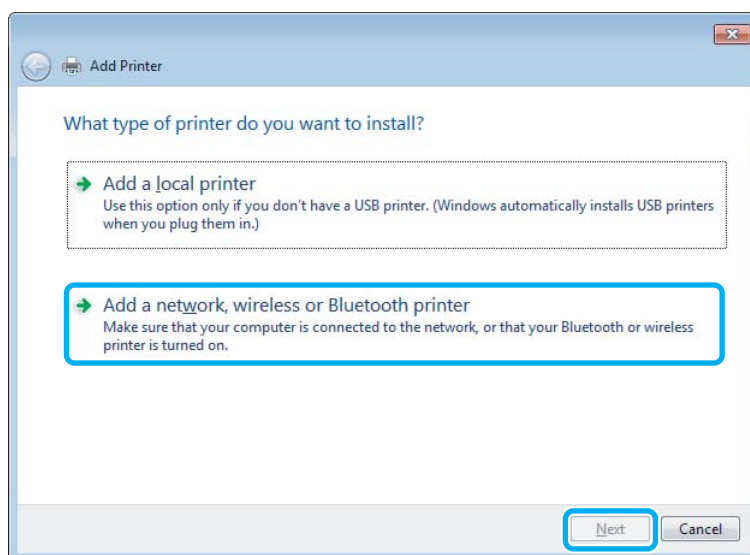 Add Printer
What type of printer do you want to install?
Add a local printer
Use this option only if you don't have a USB printer. (Windows automatically installs USB printers
when you plug them in.)
Add a network, wireless or Bluetooth printer
Make sure that your computer is connected to the network, or that your Bluetooth or wireless
printer is turned on.
Next
Cancel